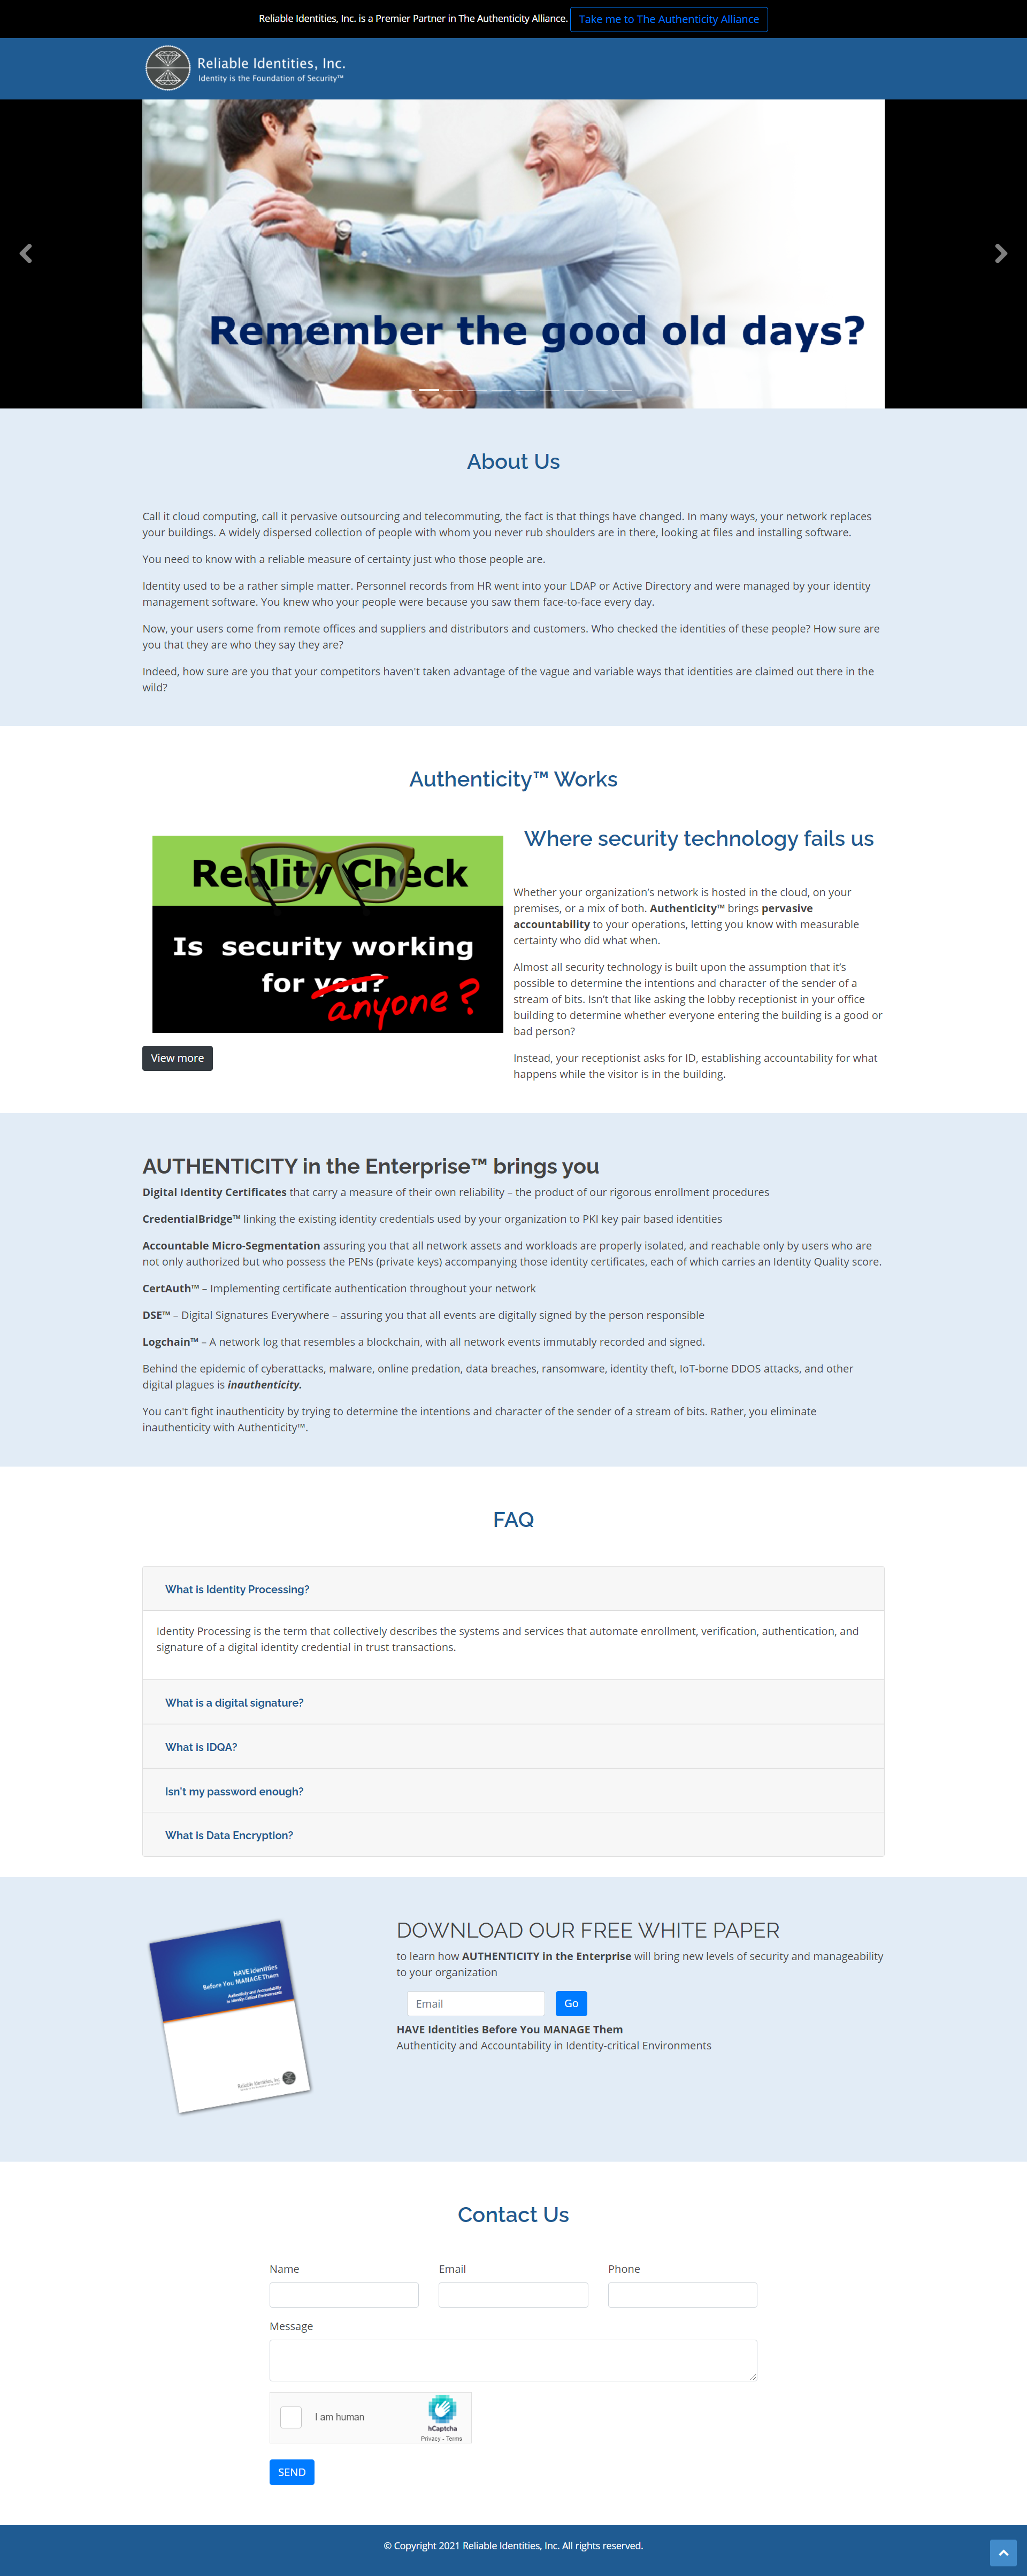 Reliable Identities, Inc. is a Premier Partner in The Authenticity Alliance. Take me to The Authenticity Alliance
Reliable Identities, Inc.
Identity is the Foundation of Security™
Remember the good old days?
About Us
Call it cloud computing, call it pervasive outsourcing and telecommuting, the fact is that things have changed. In many ways, your network replaces
your buildings. A widely dispersed collection of people with whom you never rub shoulders are in there, looking at files and installing software.
You need to know with a reliable measure of certainty just who those people are.
Identity used to be a rather simple matter. Personnel records from HR went into your LDAP or Active Directory and were managed by your identity
management software. You knew who your people were because you saw them face-to-face every day.
Now, your users come from remote offices and suppliers and distributors and customers. Who checked the identities of these people? How sure are
you that they are who they say they are?
Indeed, how sure are you that your competitors haven't taken advantage of the vague and variable ways that identities are claimed out there in the
wild?
Authenticity™ Works
Reality Check
Is security working
for you?
anyone?
View more
Where security technology fails us
Whether your organization’s network is hosted in the cloud, on your
premises, or a mix of both. Authenticity™ brings pervasive
accountability to your operations, letting you know with measurable
certainty who did what when.
Almost all security technology is built upon the assumption that it’s
possible to determine the intentions and character of the sender of a
stream of bits. Isn’t that like asking the lobby receptionist in your office
building to determine whether everyone entering the building is a good or
bad person?
Instead, your receptionist asks for ID, establishing accountability for what
happens while the visitor is in the building.
AUTHENTICITY in the Enterprise™ brings you
Digital Identity Certificates that carry a measure of their own reliability – the product of our rigorous enrollment procedures
CredentialBridge™ linking the existing identity credentials used by your organization to PKI key pair based identities
Accountable Micro-Segmentation assuring you that all network assets and workloads are properly isolated, and reachable only by users who are
not only authorized but who possess the PENs (private keys) accompanying those identity certificates, each of which carries an Identity Quality score.
CertAuth™ – Implementing certificate authentication throughout your network
DSE™ – Digital Signatures Everywhere – assuring you that all events are digitally signed by the person responsible
Logchain™ – A network log that resembles a blockchain, with all network events immutably recorded and signed.
Behind the epidemic of cyberattacks, malware, online predation, data breaches, ransomware, identity theft, IoT-borne DDOS attacks, and other
digital plagues is inauthenticity.
You can't fight inauthenticity by trying to determine the intentions and character of the sender of a stream of bits. Rather, you eliminate
inauthenticity with Authenticity™.
FAQ
What is Identity Processing?
Identity Processing is the term that collectively describes the systems and services that automate enrollment, verification, authentication, and
signature of a digital identity credential in trust transactions.
What is a digital signature?
What is IDQA?
Isn't my password enough?
What is Data Encryption?
HAVE Identities
Before You MANAGE Them
Authenticity and Accountability
in Identity-Critical Environments
Reliable Identities, Inc.
DOWNLOAD OUR FREE WHITE PAPER
to learn how AUTHENTICITY in the Enterprise will bring new levels of security and manageability
to your organization
Email Go
HAVE Identities Before You MANAGE Them
Authenticity and Accountability in Identity-critical Environments
Contact Us
Name Email Phone
Message
I am human
hCaptcha
Privacy - Terms
SEND
© Copyright 2021 Reliable Identities, Inc. All rights reserved.